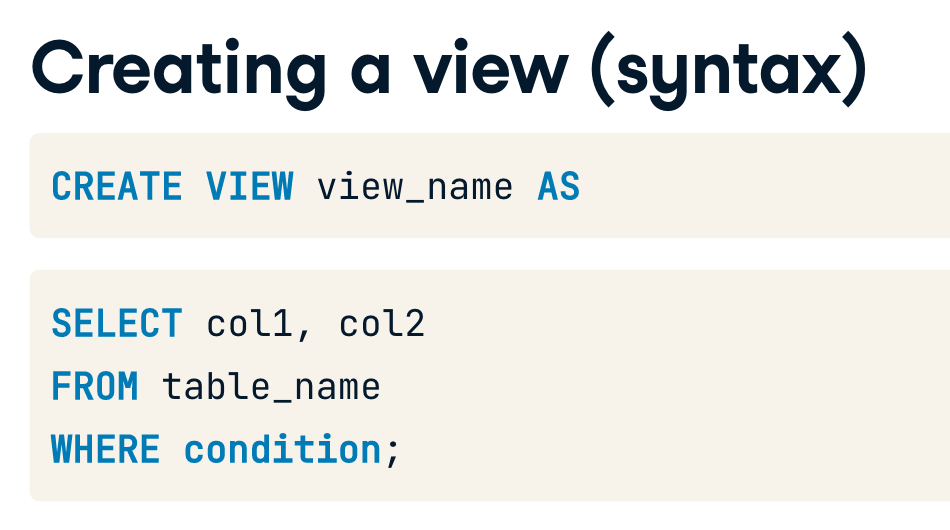 Creating a view (syntax)
CREATE VIEW view_name AS
SELECT col1, col2
FROM table_name
WHERE condition;